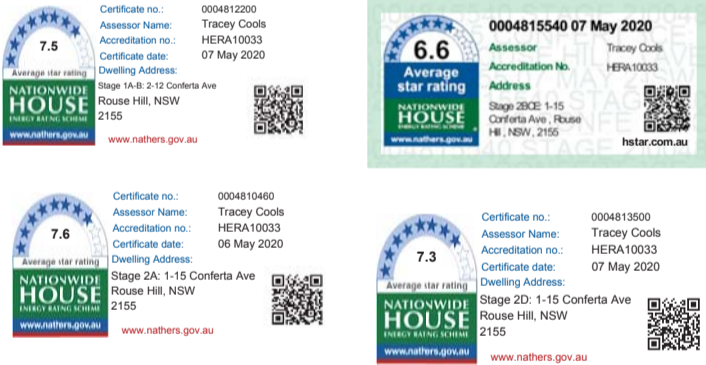 7.5
Average star rating
NATIONWIDE
HOUSE
ENERGY RATING SCHEME
www.nathers.gov.au
Certificate no.: 0004812200
Assessor Name: Tracey Cools
Accreditation no.: HERA10033
Certificate date: 07 May 2020
Dwelling Address:
Stage 1A-B: 2-12 Conferta Ave
Rouse Hill, NSW
2155
www.nathers.gov.au
6.6
Average
star rating
NATIONWIDE
HOUSE
ENERGY RATING SCHEME
www.nathers.gov.au
0004815540 07 May 2020
Assessor Tracey Cools
Accreditation No. HERA10033
Address
Stage 2BCE 1-15
Conferta Ave , Rouse
Hill , NSW , 2155
hstar.com.au
7.6
Average star rating
NATIONWIDE
HOUSE
ENERGY RATING SCHEME
www.nathers.gov.au
Certificate no.: 0004810460
Assessor Name: Tracey Cools
Accreditation no.: HERA10033
Certificate date: 06 May 2020
Dwelling Address:
Stage 2A: 1-15 Conferta Ave
Rouse Hill, NSW
2155
www.nathers.gov.au
7.3
Average star rating
NATIONWIDE
HOUSE
ENERGY RATING SCHEME
www.nathers.gov.au
Certificate no.: 0004813500
Assessor Name: Tracey Cools
Accreditation no.: HERA10033
Certificate date: 07 May 2020
Dwelling Address:
Stage 2D: 1-15 Conferta Ave
Rouse Hill, NSW
2155
www.nathers.gov.au